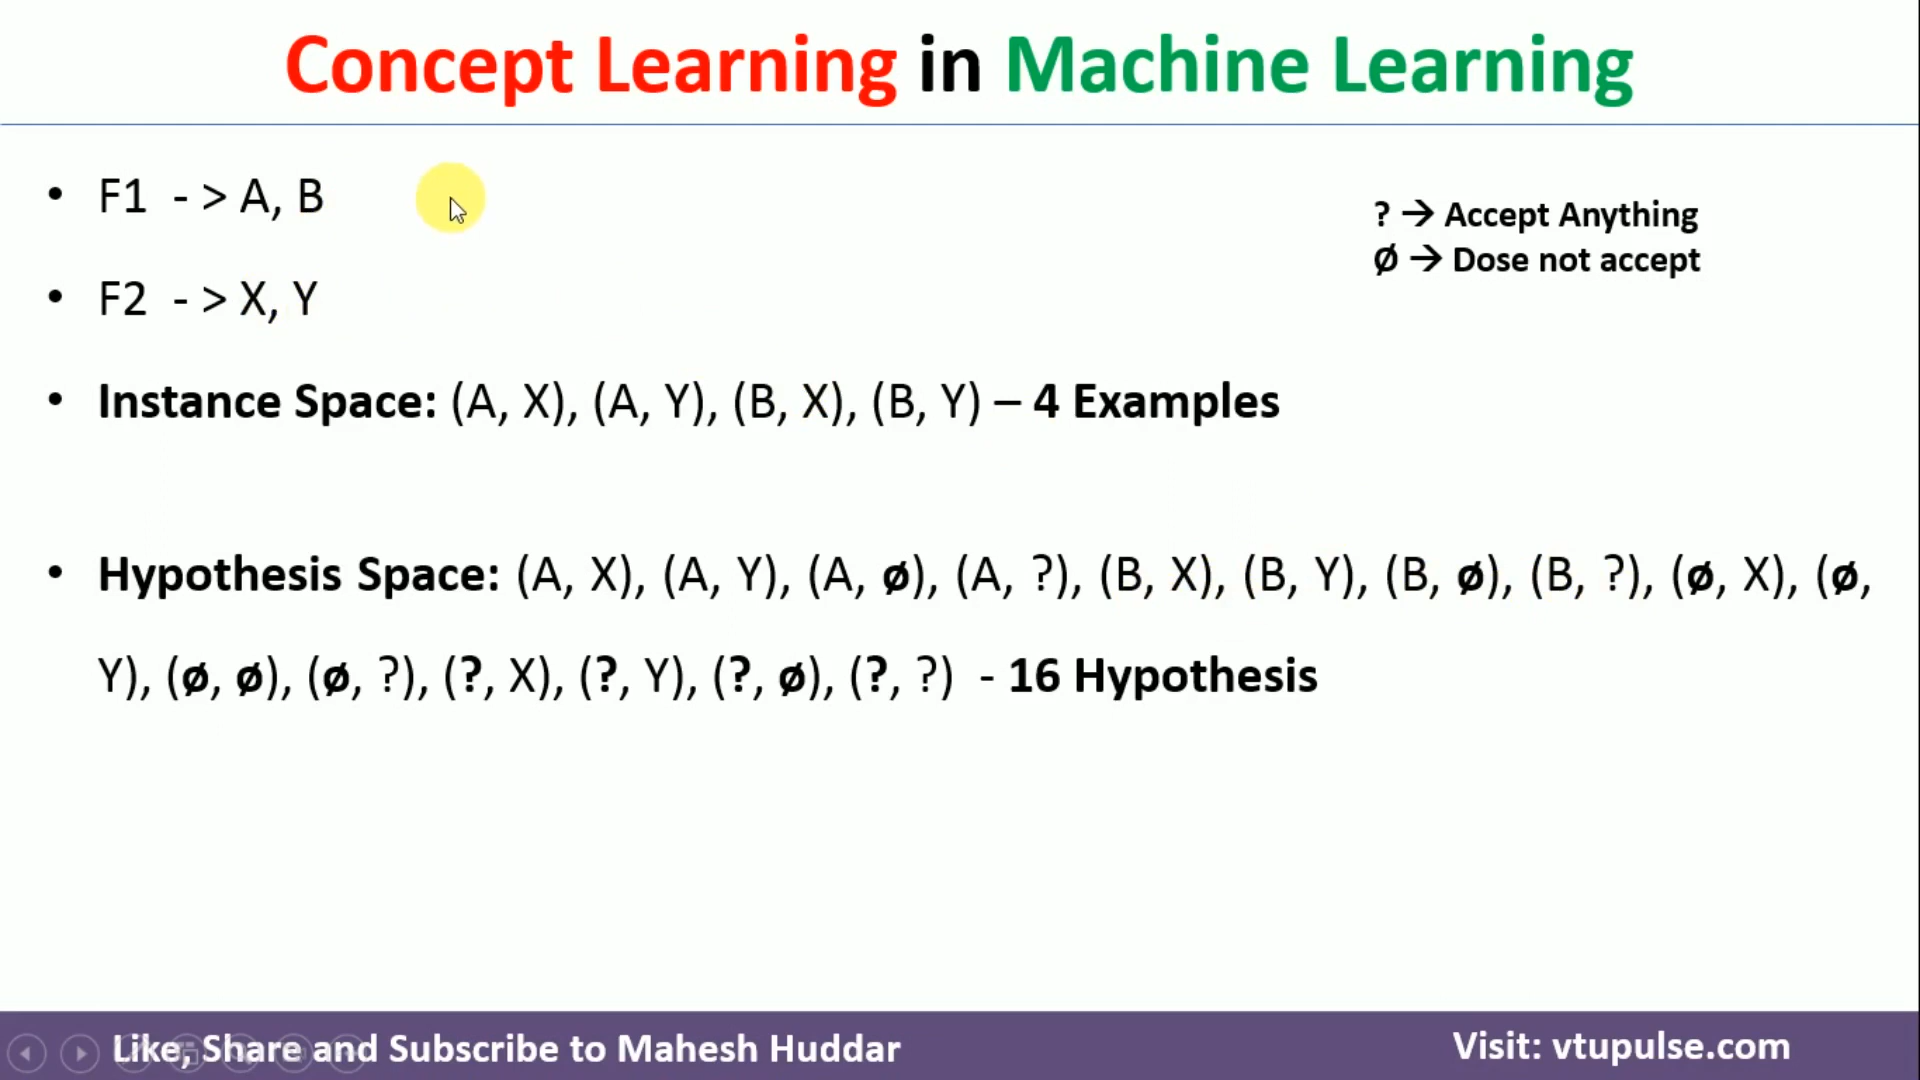 Concept Learning in Machine Learning
• F1 - > A, B
? → Accept Anything
Ø → Dose not accept
• F2 - > X, Y
• Instance Space: (A, X), (A, Y), (B, X), (B, Y) – 4 Examples
• Hypothesis Space: (A, X), (A, Y), (A, ø), (A, ?), (B, X), (B, Y), (B, ø), (B, ?), (ø, X), (ø,
Y), (ø, ø), (ø, ?), (?, X), (?, Y), (?, ø), (?, ?) - 16 Hypothesis
Like, Share and Subscribe to Mahesh Huddar
Visit: vtupulse.com